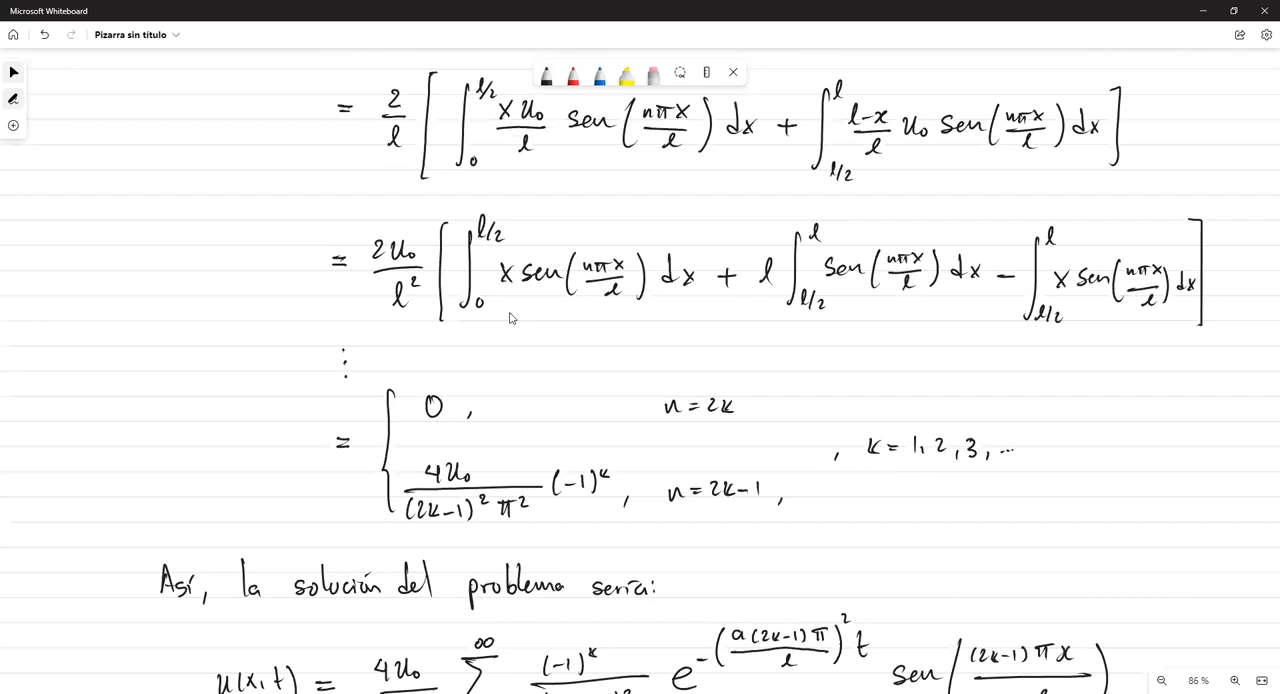 Microsoft Whiteboard
Pizarra sin título
= 2/l [ ∫_0^{l/2} x u₀/l sen(nπx/l) dx + ∫_{l/2}^{l} (l-x)/l u₀ sen(nπx/l) dx ]
= 2u₀/l² [ ∫_0^{l/2} x sen(nπx/l) dx + l ∫_{l/2}^{l} sen(nπx/l) dx - ∫_{l/2}^{l} x sen(nπx/l) dx ]
⋮
= { 0, n=2k
4u₀/((2k-1)² π²) (-1)^k, n=2k-1, , k=1,2,3,...
Así, la solución del problema sería:
u(x,t) = 4u₀ ∑^∞ (-1)^k e^{-(a(2k-1)π/l)² t} sen((2k-1)πx)
86 %